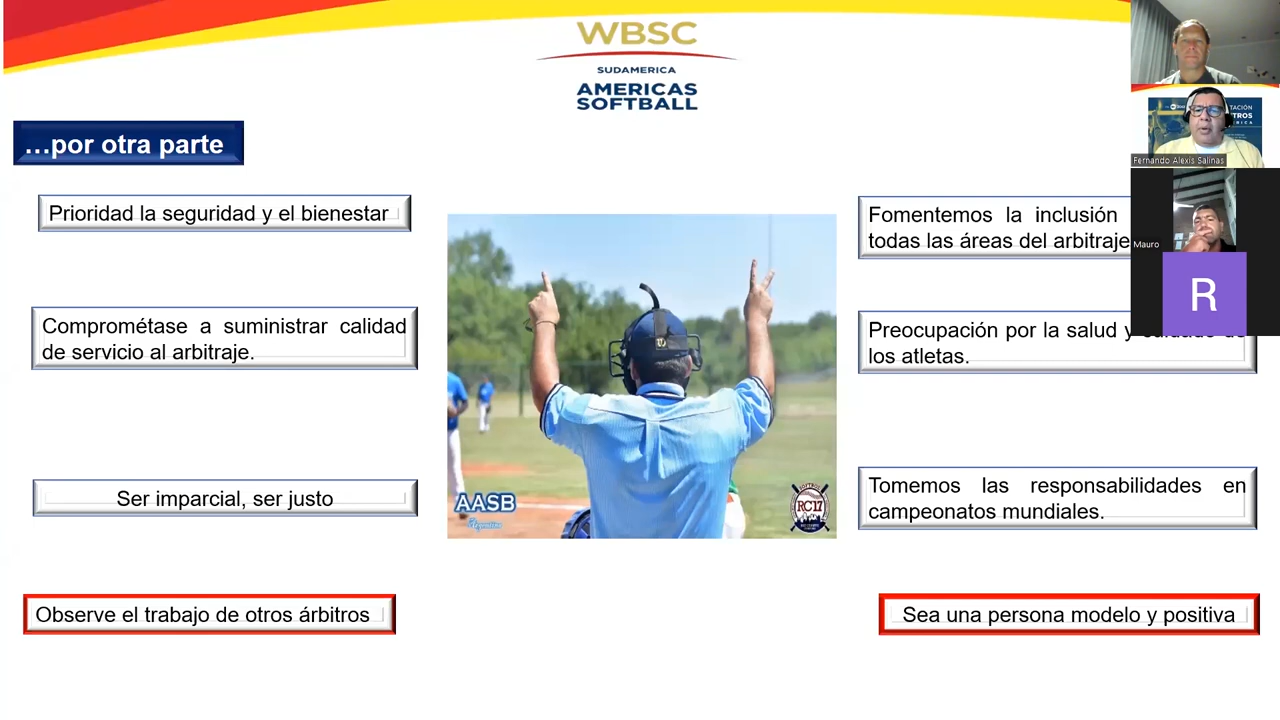 WBSC
SUDAMERICA
AMERICAS
SOFTBALL
...por otra parte
Prioridad la seguridad y el bienestar
Comprométase a suministrar calidad
de servicio al arbitraje.
Ser imparcial, ser justo
Observe el trabajo de otros árbitros
AASB
Argentina
RC17
Fomentemos la inclusión
todas las áreas del arbitraje
Preocupación por la salud y
los atletas.
Tomemos las responsabilidades en
campeonatos mundiales.
Sea una persona modelo y positiva
TACIÓN
TROS
Fernando Alexis Salinas
Mauro
R